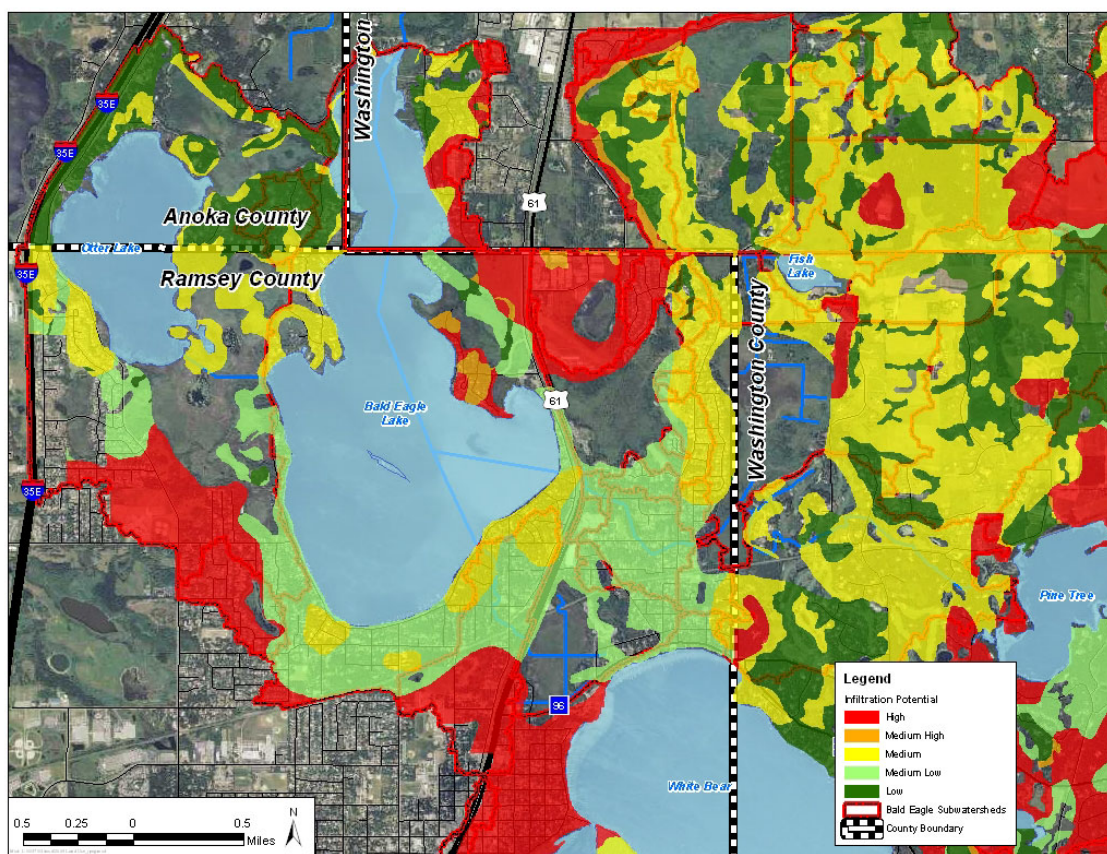 35E
Washington
35E
61
Anoka County
Otter Lake
Ramsey County
35E
Fish
Lake
Washington County
Bald Eagle
Lake
61
35E
Pine Tree
96
White Bear
Legend
Infiltration Potential
High
Medium High
Medium
Medium Low
Low
Bald Eagle Subwatersheds
County Boundary
N
0.5 0.25 0 0.5
Miles